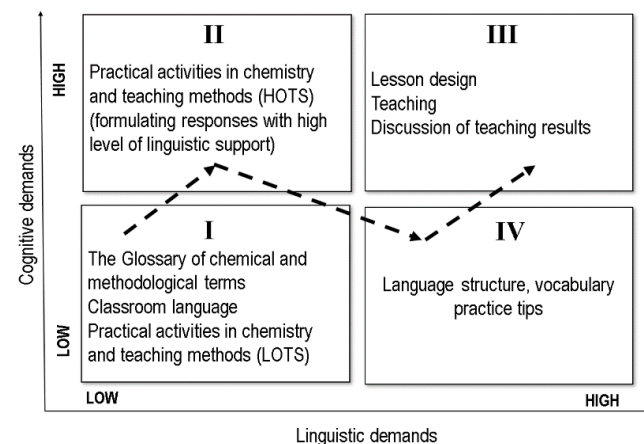 II
Practical activities in chemistry
and teaching methods (HOTS)
(formulating responses with high
level of linguistic support)
III
Lesson design
Teaching
Discussion of teaching results
I
The Glossary of chemical and
methodological terms
Classroom language
Practical activities in chemistry
and teaching methods (LOTS)
IV
Language structure, vocabulary
practice tips
Cognitive demands
HIGH
LOW
LOW
HIGH
Linguistic demands